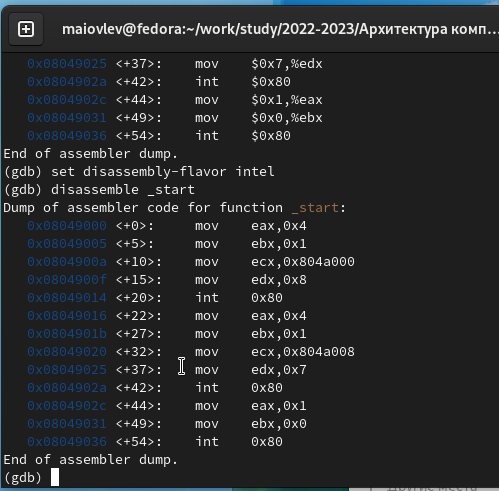 maiovlev@fedora:~/work/study/2022-2023/Архитектура комп...
0x08049025 <+37>: mov $0x7,%edx
0x0804902a <+42>: int $0x80
0x0804902c <+44>: mov $0x1,%eax
0x08049031 <+49>: mov $0x0,%ebx
0x08049036 <+54>: int $0x80
End of assembler dump.
(gdb) set disassembly-flavor intel
(gdb) disassemble _start
Dump of assembler code for function _start:
0x08049000 <+0>: mov eax,0x4
0x08049005 <+5>: mov ebx,0x1
0x0804900a <+10>: mov ecx,0x804a000
0x0804900f <+15>: mov edx,0x8
0x08049014 <+20>: int 0x80
0x08049016 <+22>: mov eax,0x4
0x0804901b <+27>: mov ebx,0x1
0x08049020 <+32>: mov ecx,0x804a008
0x08049025 <+37>: mov edx,0x7
0x0804902a <+42>: int 0x80
0x0804902c <+44>: mov eax,0x1
0x08049031 <+49>: mov ebx,0x0
0x08049036 <+54>: int 0x80
End of assembler dump.
(gdb)